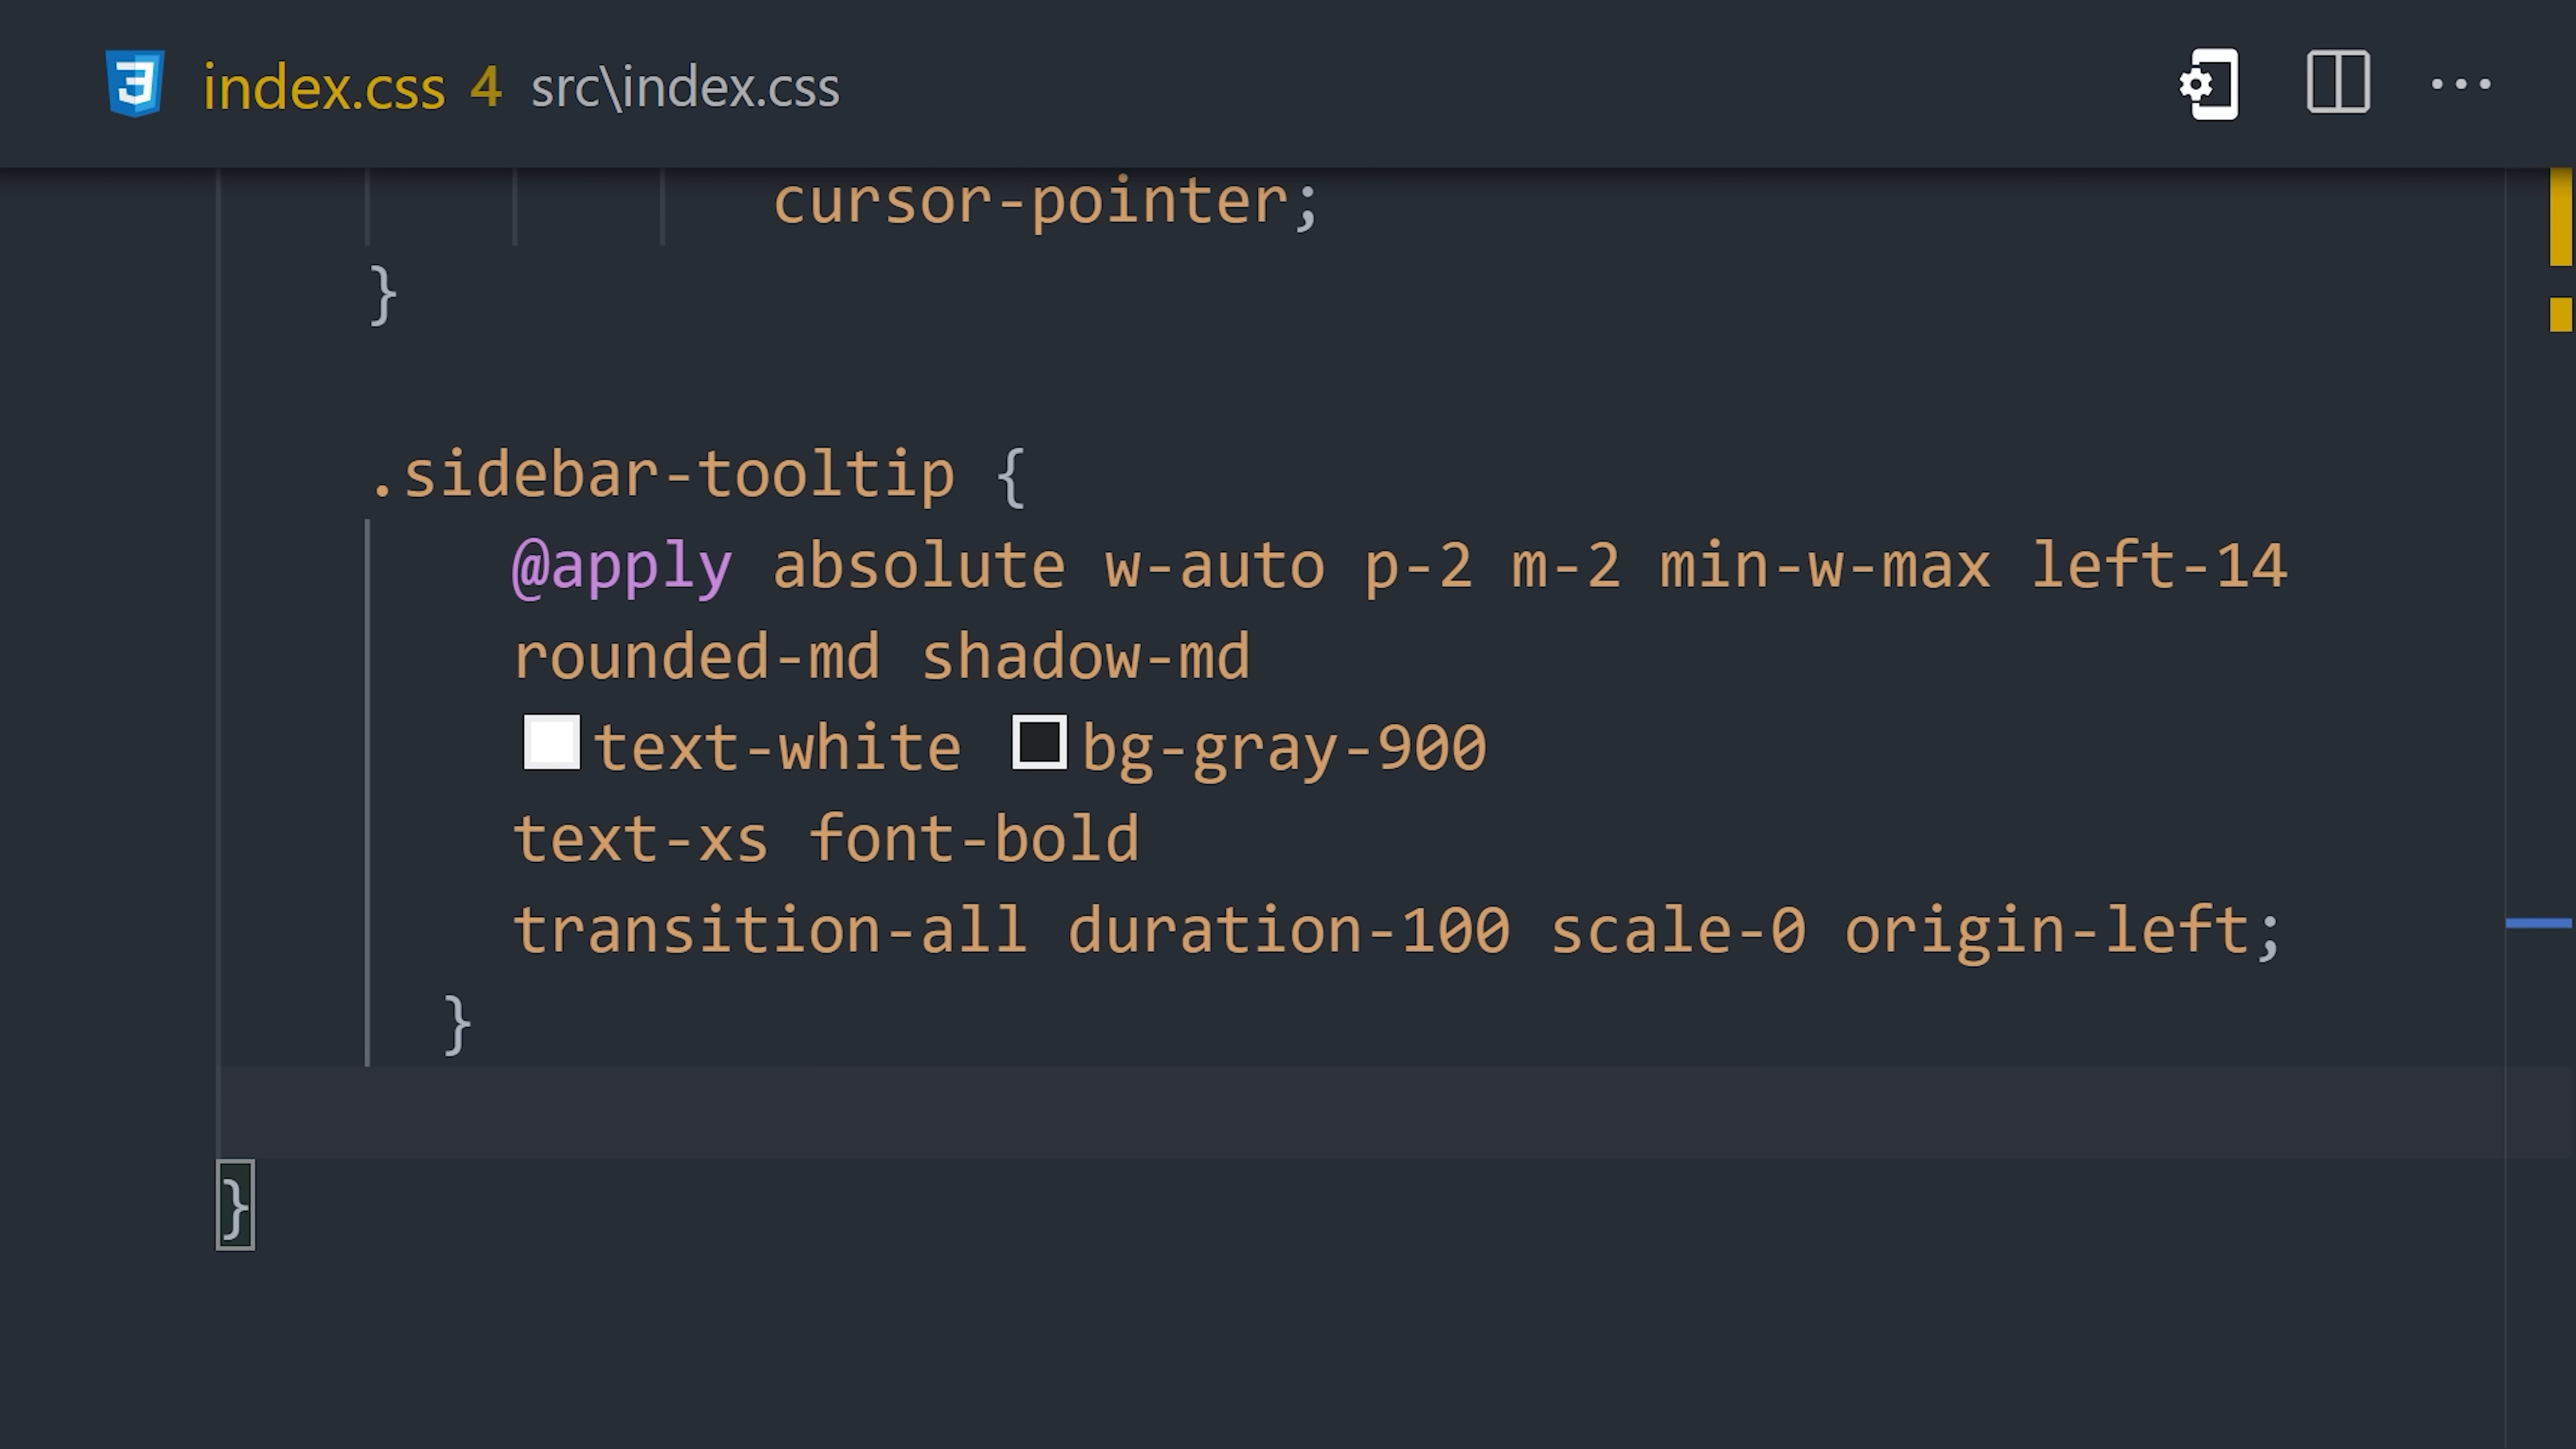 index.css 4 src\index.css
cursor-pointer;
}
.sidebar-tooltip {
@apply absolute w-auto p-2 m-2 min-w-max left-14
rounded-md shadow-md
text-white bg-gray-900
text-xs font-bold
transition-all duration-100 scale-0 origin-left;
}
}